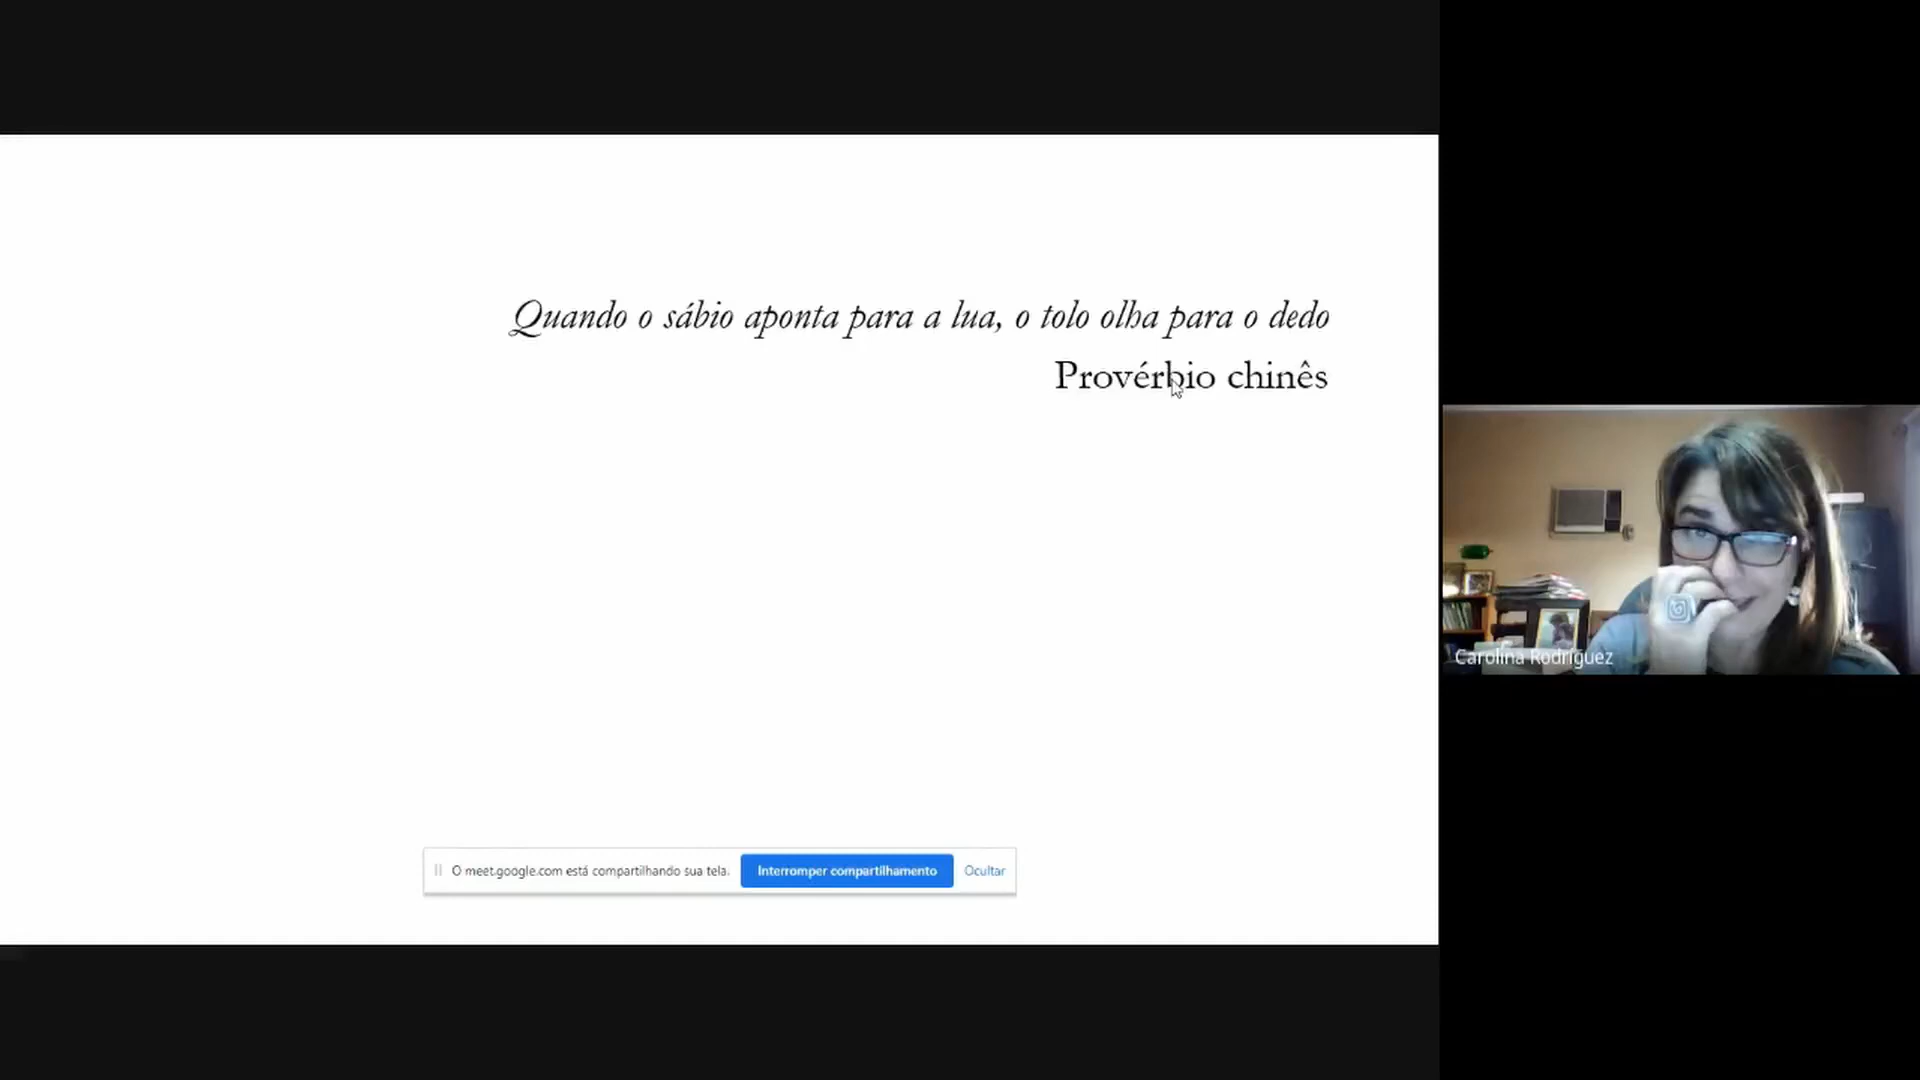 Quando o sábio aponta para a lua, o tolo olha para o dedo
Provérbio chinês
Carolina Rodríguez
O meet.google.com está compartilhando sua tela.
Interromper compartilhamento
Ocultar